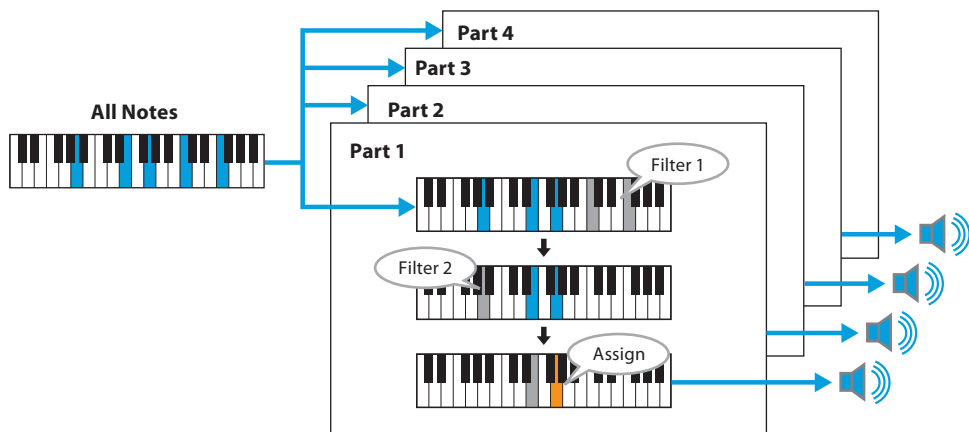 Part 4
Part 3
All Notes
Part 2
Part 1
Filter 1
Filter 2
Assign